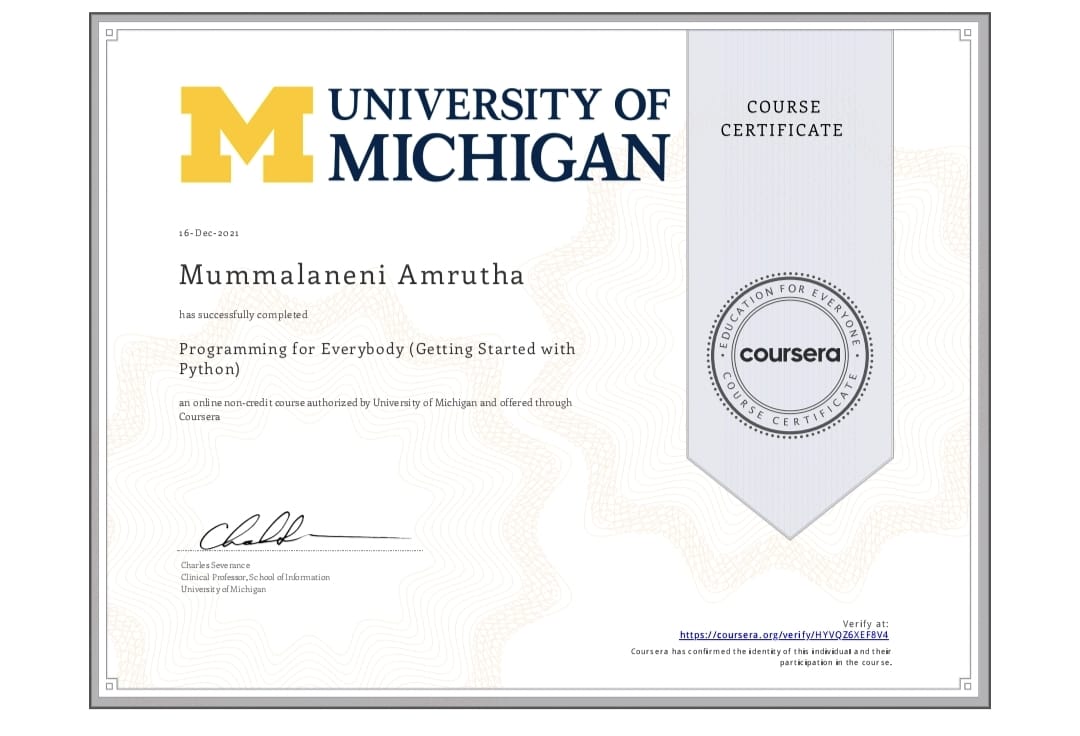 M
UNIVERSITY OF
MICHIGAN
COURSE
CERTIFICATE
16-Dec-2021
Mummalaneni Amrutha
has successfully completed
Programming for Everybody (Getting Started with
Python)
an online non-credit course authorized by University of Michigan and offered through
Coursera
EDUCATION FOR EVERYONE
coursera
COURSE CERTIFICATE
Charles Severance
Clinical Professor, School of Information
University of Michigan
Verify at:
https://coursera.org/verify/HYVQZ6XEF8V4
Coursera has confirmed the identity of this individual and their
participation in the course.